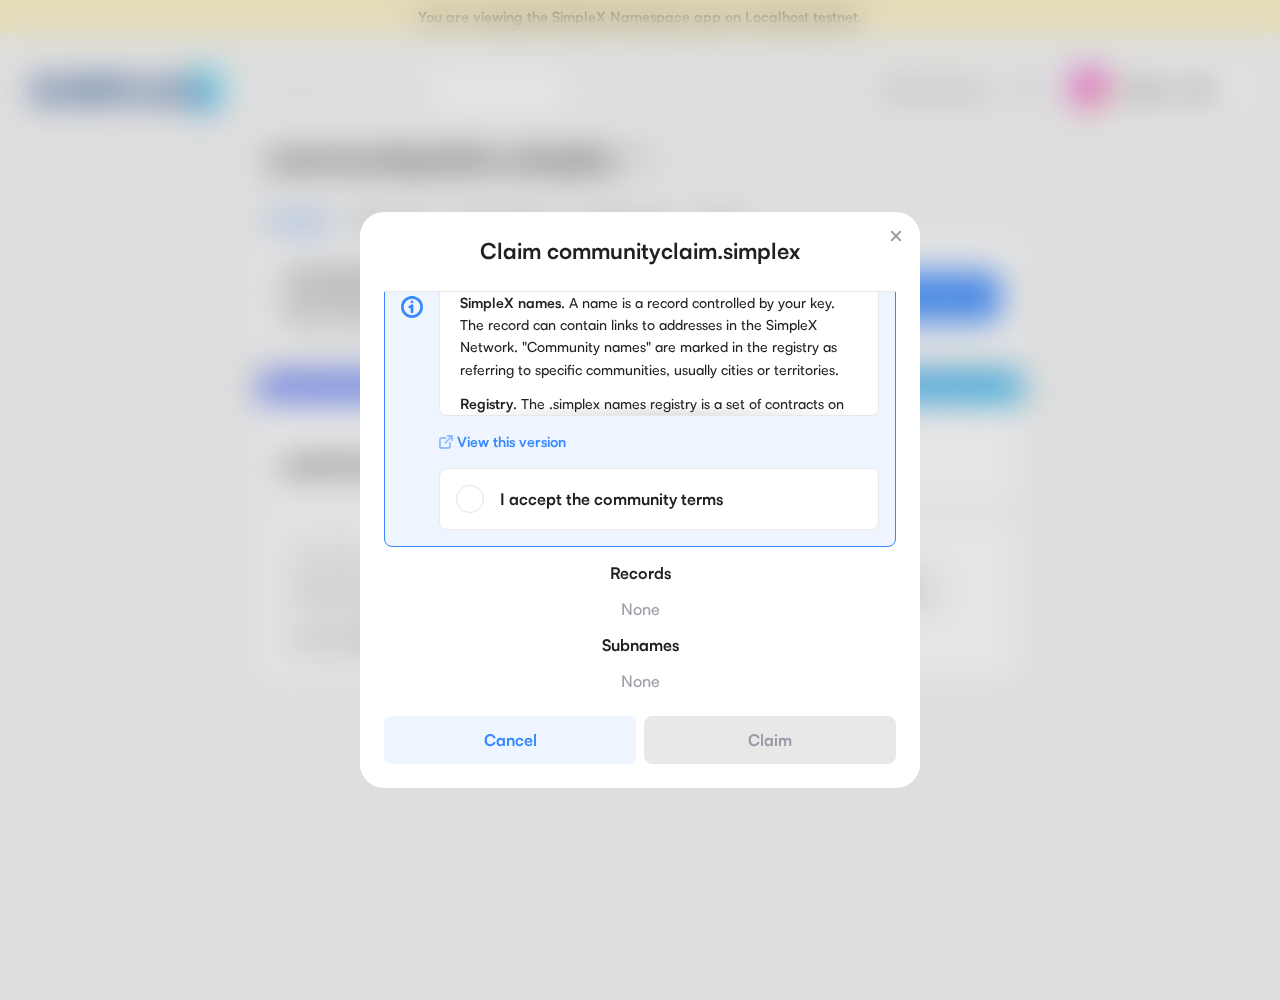 You are viewing the SimpleX Namespace app on Localhost testnet.
Claim communityclaim.simplex
SimpleX names. A name is a record controlled by your key.
The record can contain links to addresses in the SimpleX
Network. "Community names" are marked in the registry as
referring to specific communities, usually cities or territories.
Registry. The .simplex names registry is a set of contracts on
View this version
I accept the community terms
Records
None
Subnames
None
Cancel
Claim